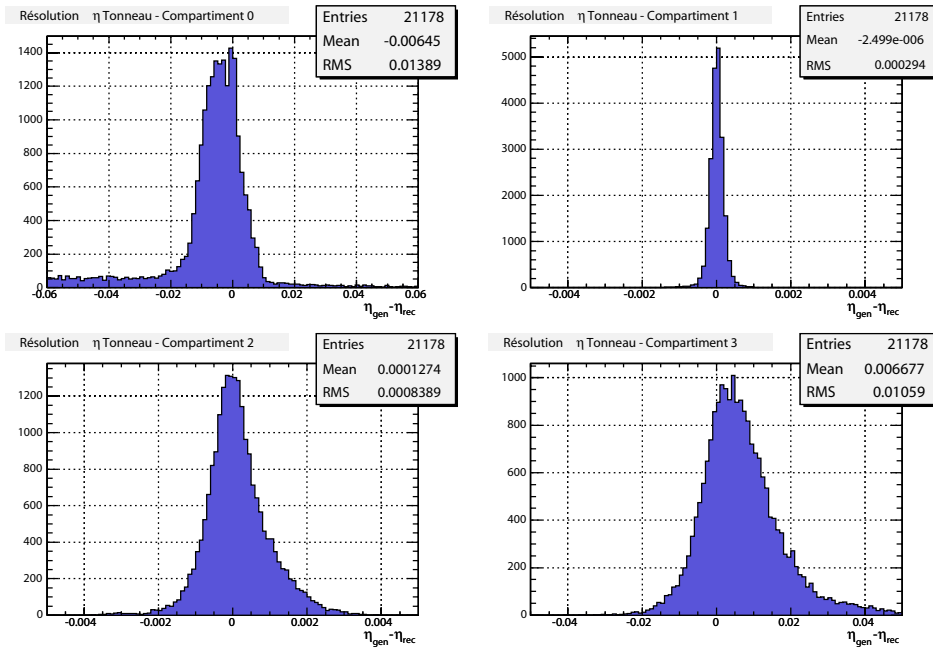 Résolution η Tonneau - Compartiment 0
Entries 21178
Mean -0.00645
RMS 0.01389
1400
1200
1000
800
600
400
200
0
-0.06 -0.04 -0.02 0 0.02 0.04 0.06
ηgen-ηrec
Résolution η Tonneau - Compartiment 1
Entries 21178
Mean -2.499e-006
RMS 0.000294
5000
4000
3000
2000
1000
0
-0.004 -0.002 0 0.002 0.004
ηgen-ηrec
Résolution η Tonneau - Compartiment 2
Entries 21178
Mean 0.0001274
RMS 0.0008389
1200
1000
800
600
400
200
0
-0.004 -0.002 0 0.002 0.004
ηgen-ηrec
Résolution η Tonneau - Compartiment 3
Entries 21178
Mean 0.006677
RMS 0.01059
1000
800
600
400
200
0
-0.04 -0.02 0 0.02 0.04
ηgen-ηrec